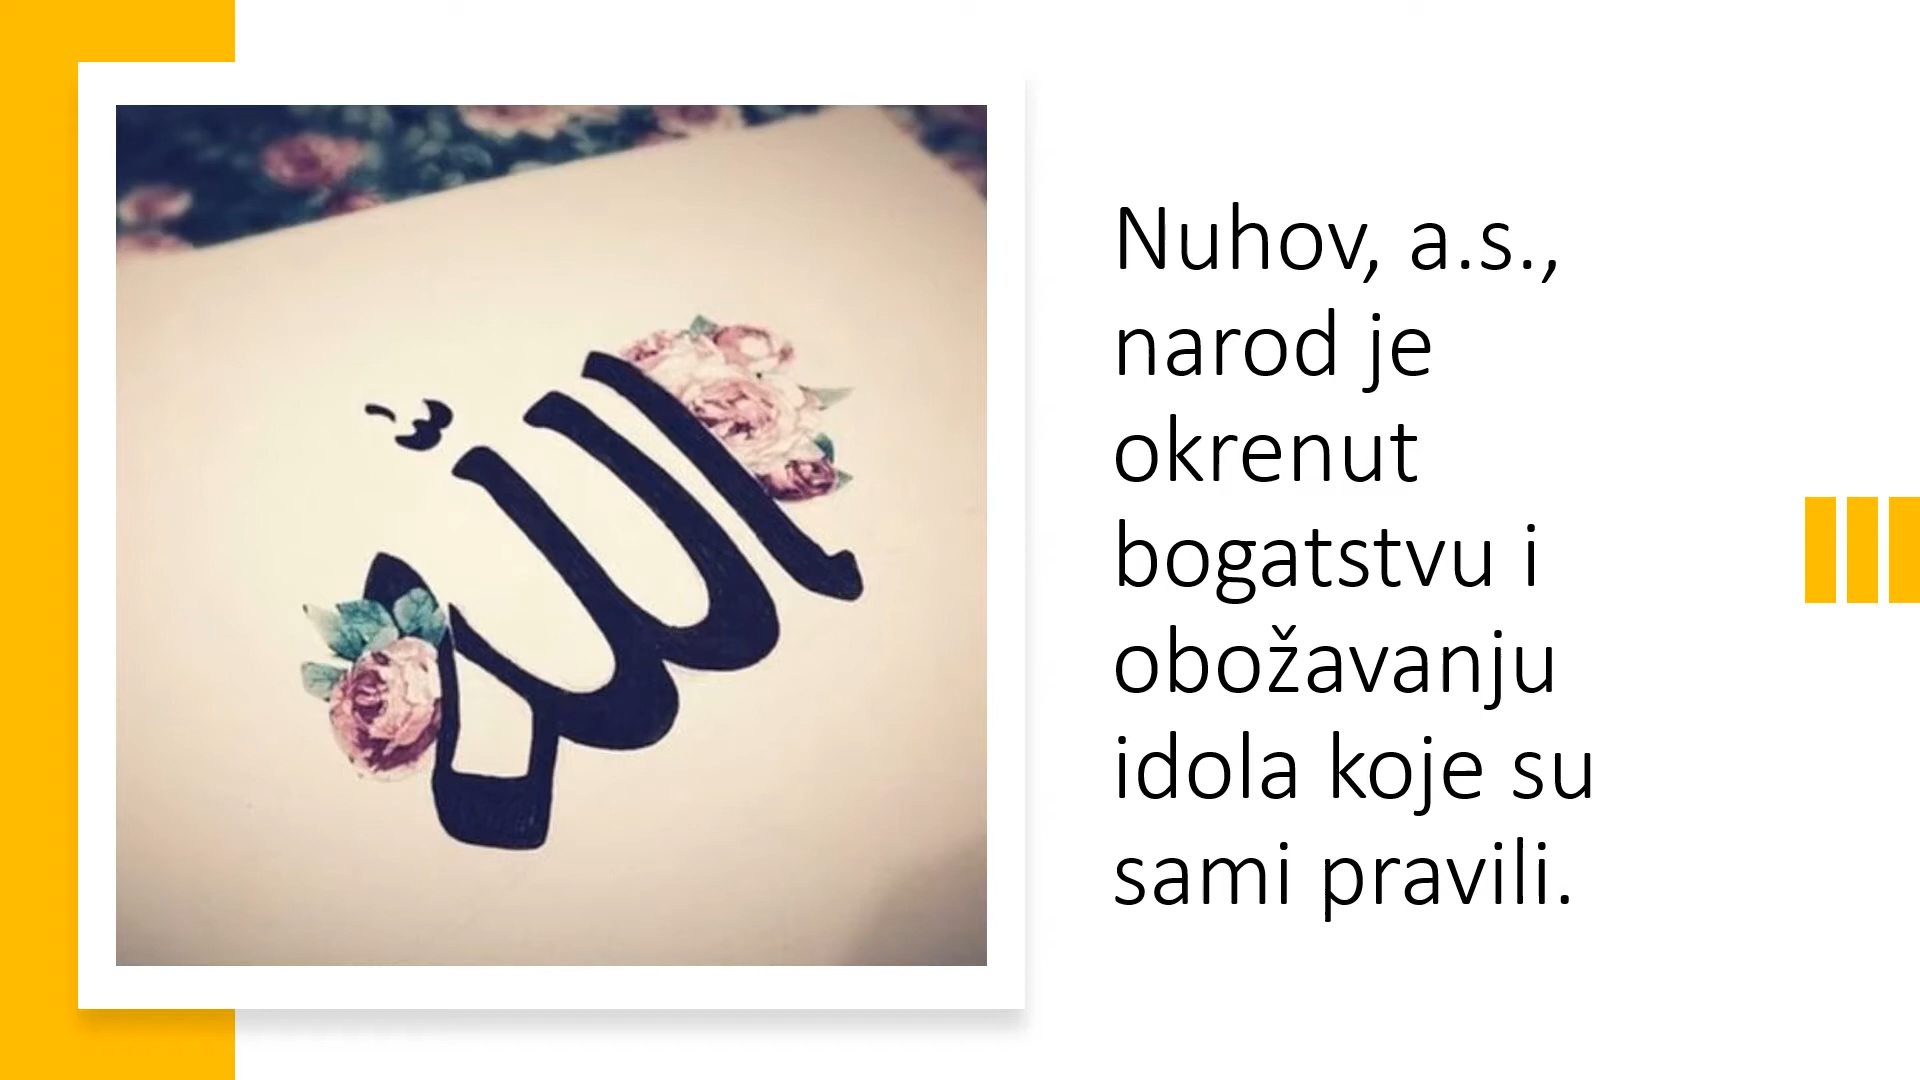 الله
Nuhov, a.s.,
narod je
okrenut
bogatstvu i
obožavanju
idola koje su
sami pravili.